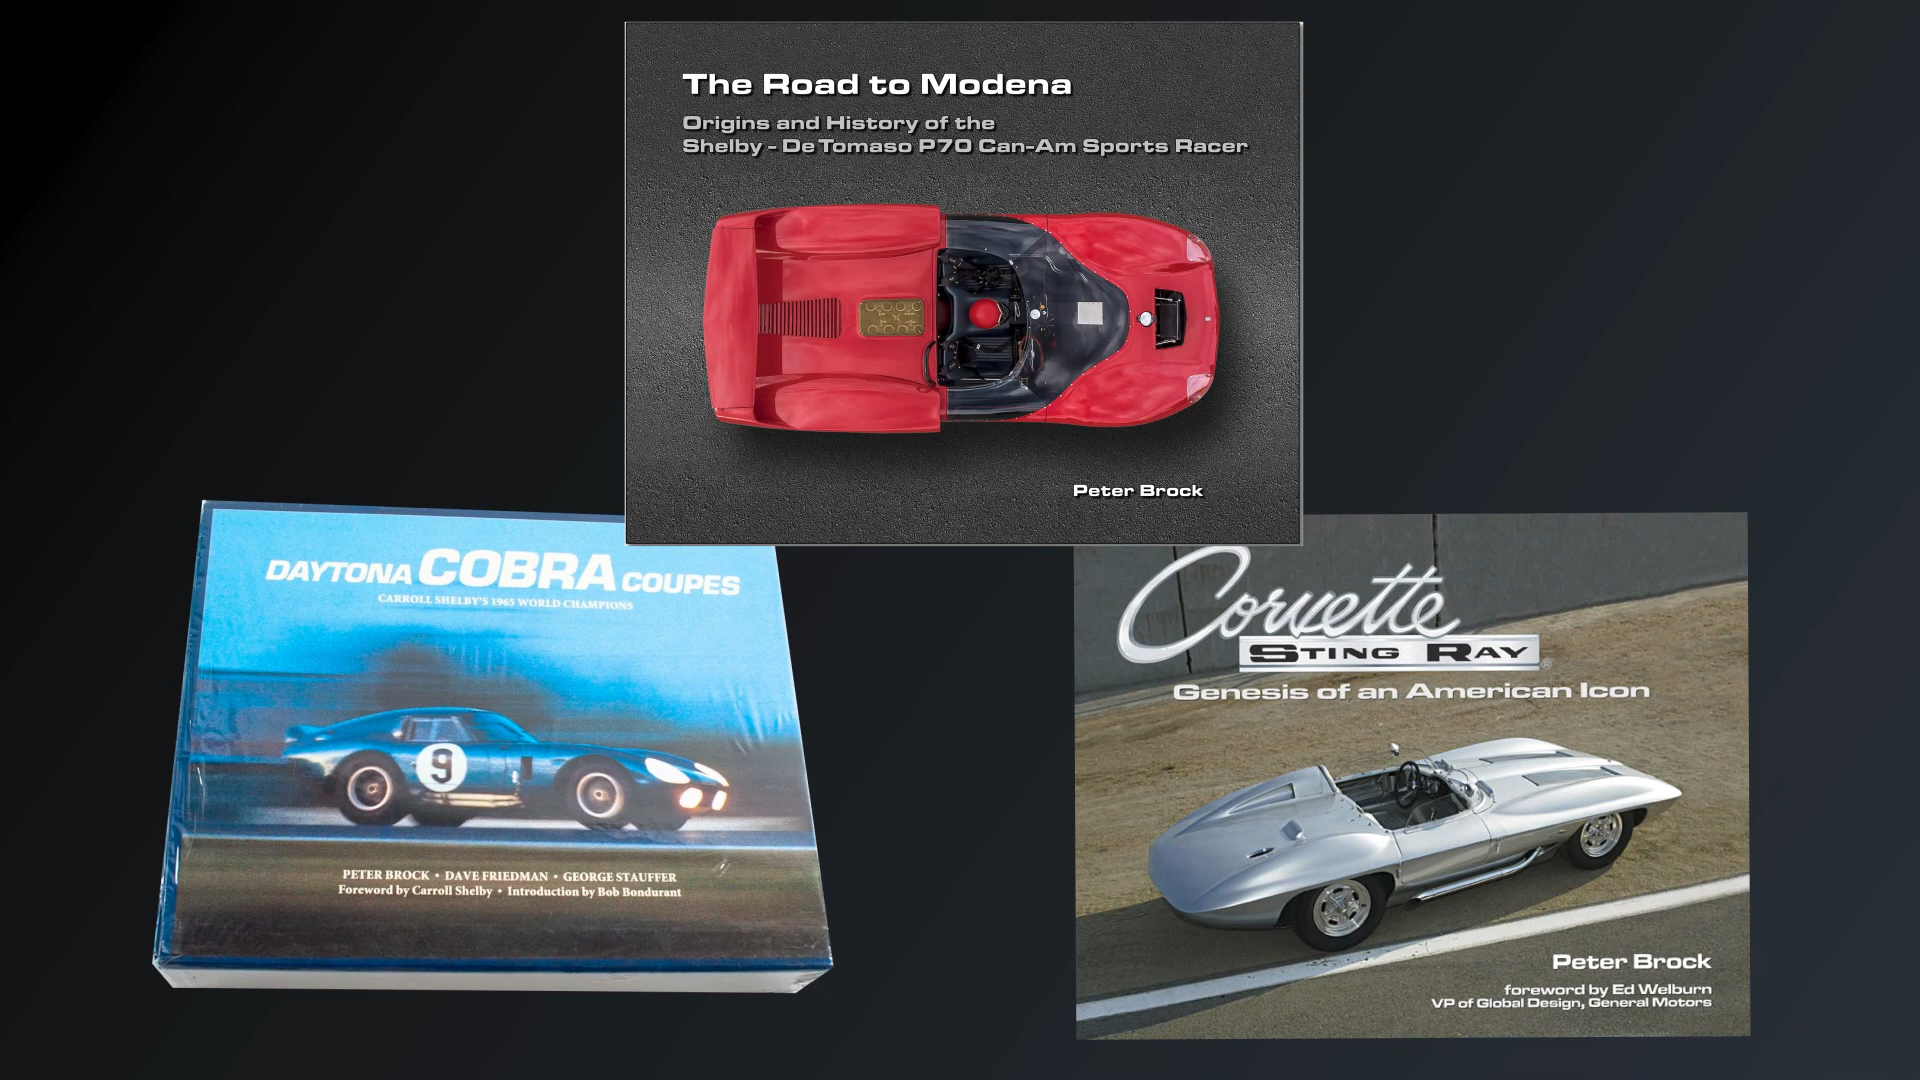 The Road to Modena
Origins and History of the
Shelby - De Tomaso P70 Can-Am Sports Racer
Peter Brock
DAYTONA COBRA COUPES
CARROLL SHELBY'S 1965 WORLD CHAMPIONS
9
PETER BROCK • DAVE FRIEDMAN • GEORGE STAUFFER
Foreword by Carroll Shelby • Introduction by Bob Bondurant
Corvette
STING RAY®
Genesis of an American Icon
Peter Brock
foreword by Ed Welburn
VP of Global Design, General Motors